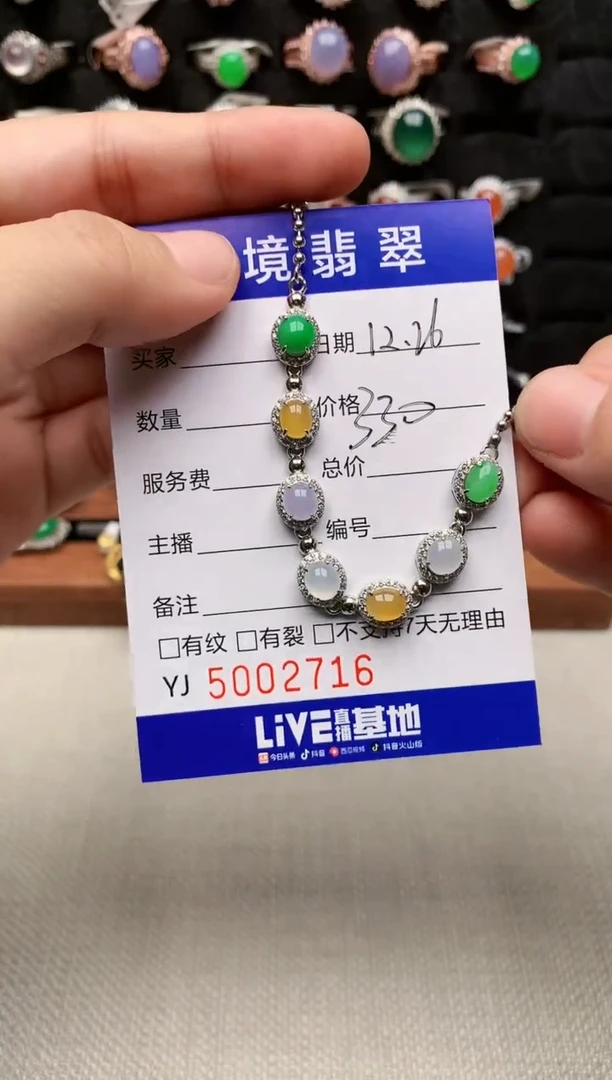 境翡翠
买家 日期 12.26
数量 价格 330
服务费 总价
主播 编号
备注
□有纹 □有裂 □不支持7天无理由
YJ 5002716
LiVE直播基地
今日头条 抖音 西瓜视频 抖音火山版